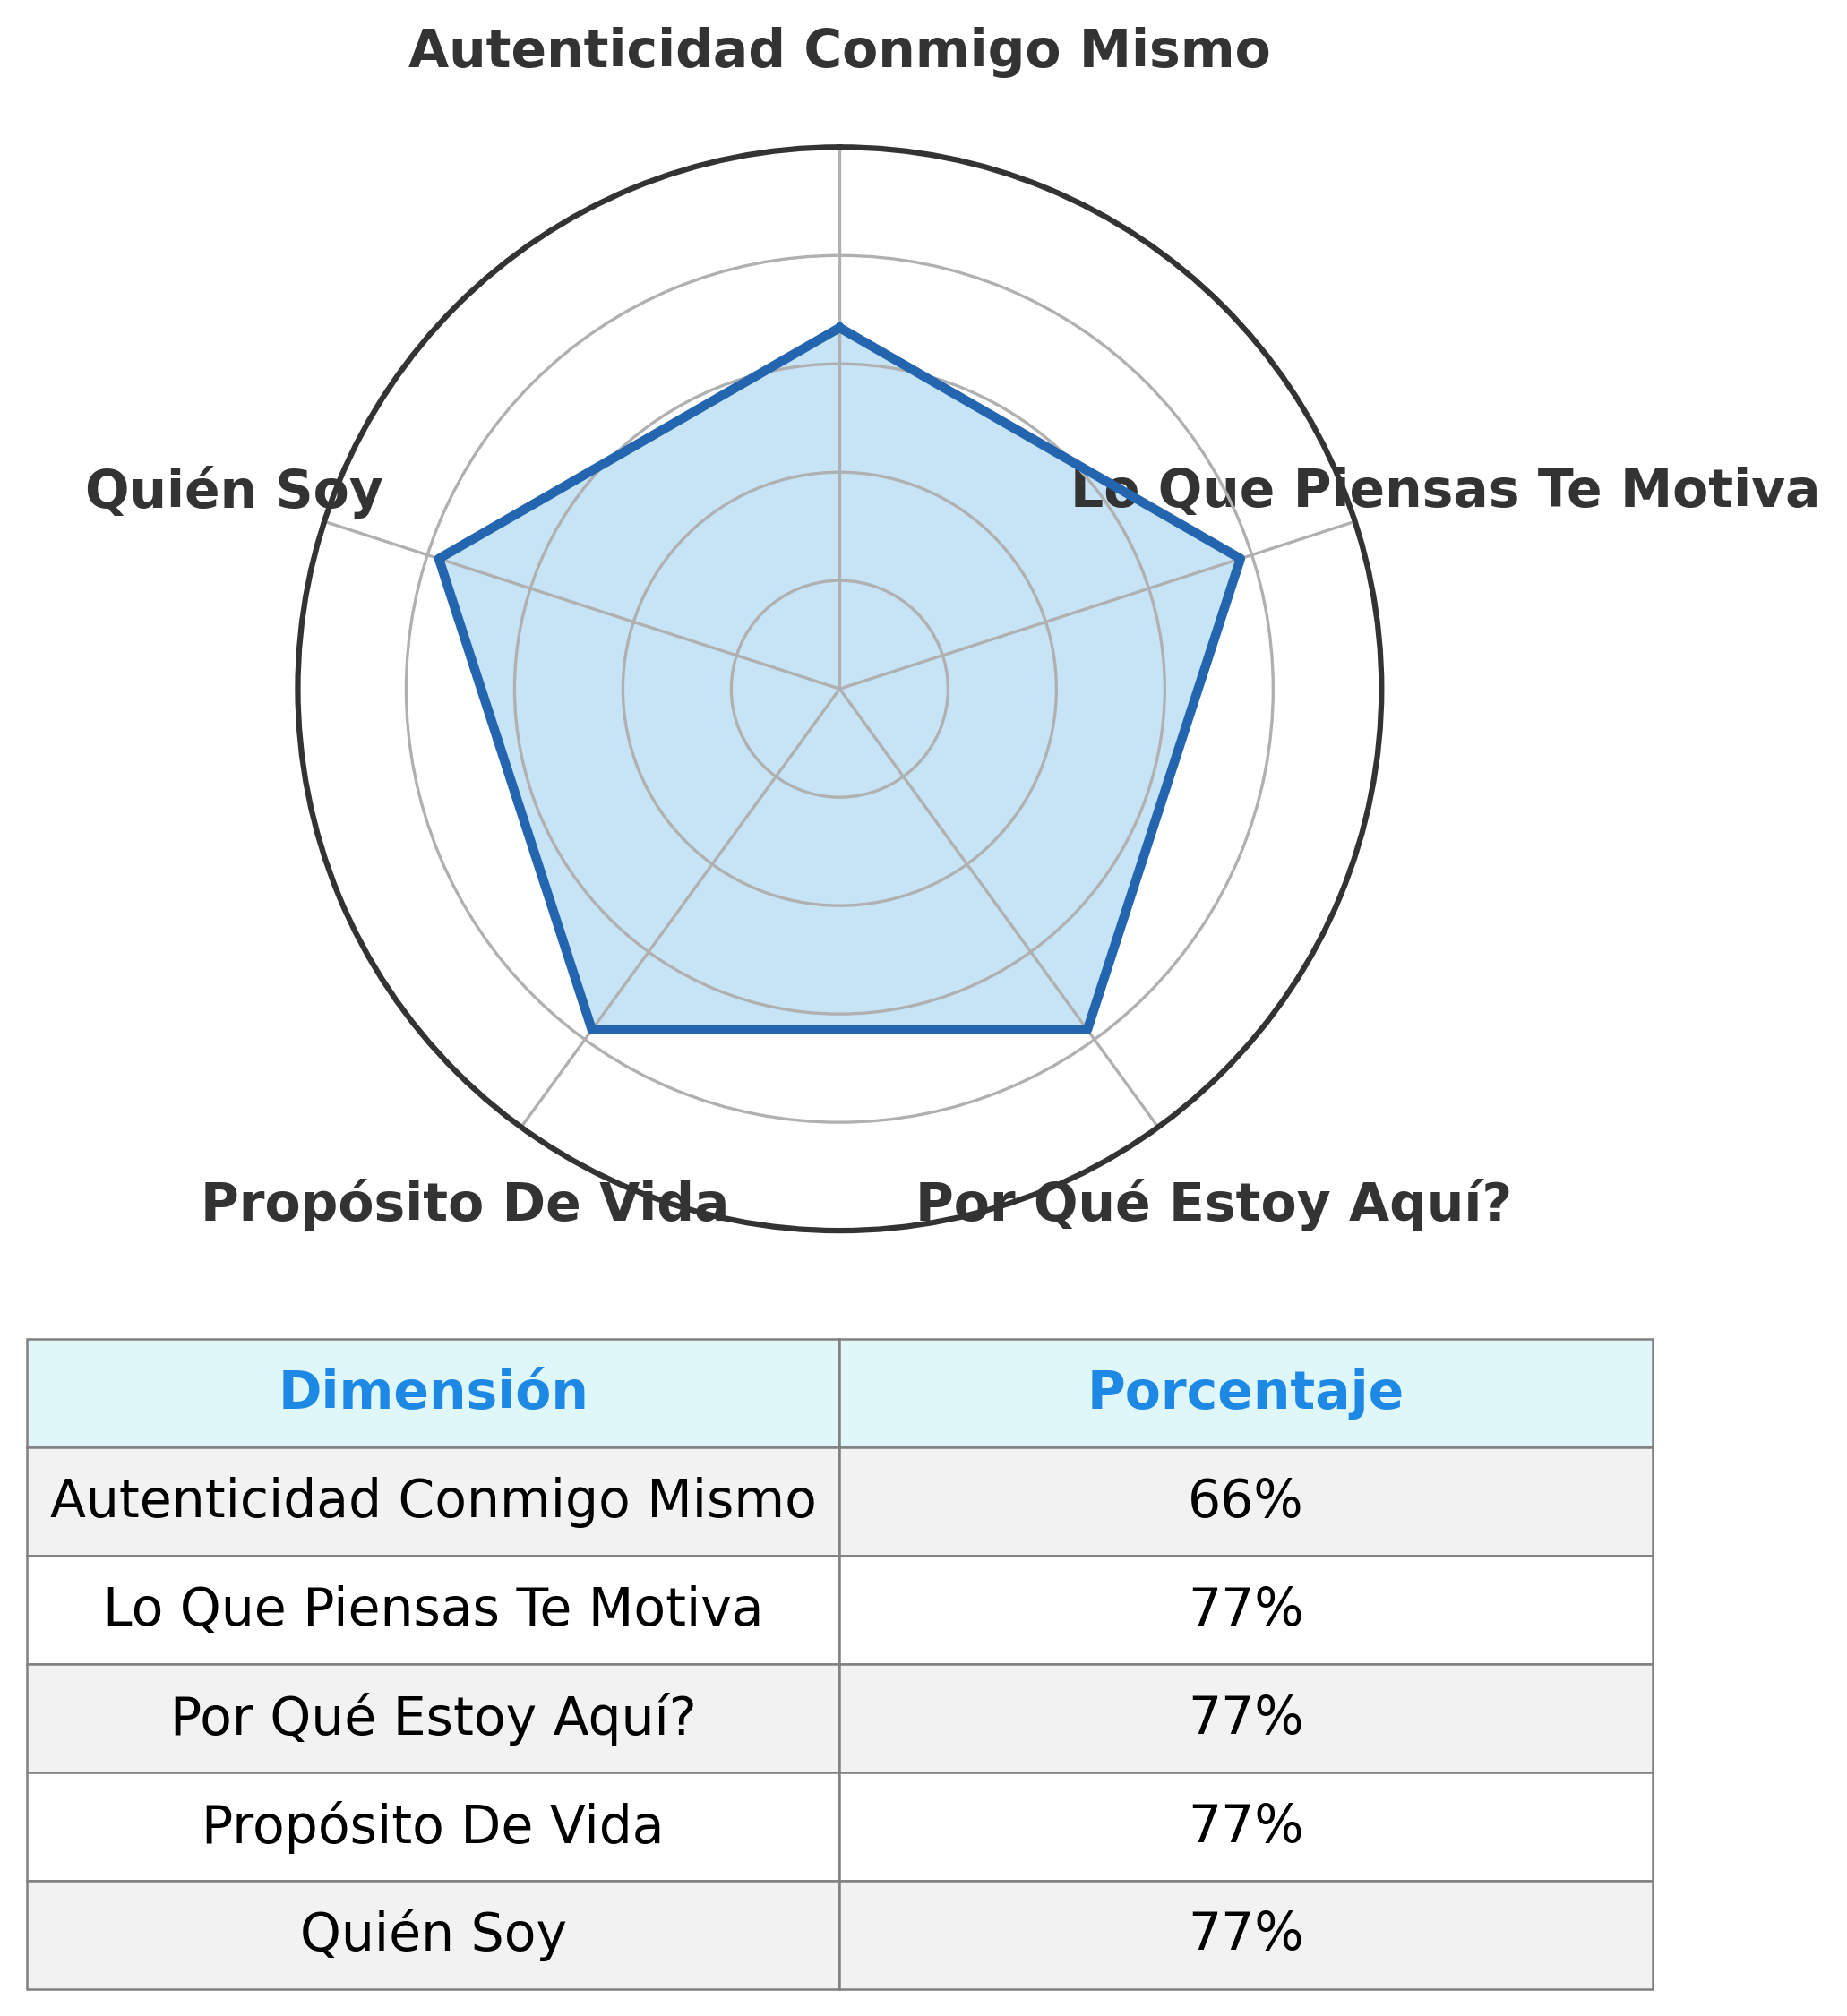 Autenticidad Conmigo Mismo
Quién Soy
Lo Que Piensas Te Motiva
Propósito De Vida
Por Qué Estoy Aquí?
Dimensión Porcentaje
Autenticidad Conmigo Mismo 66%
Lo Que Piensas Te Motiva 77%
Por Qué Estoy Aquí? 77%
Propósito De Vida 77%
Quién Soy 77%